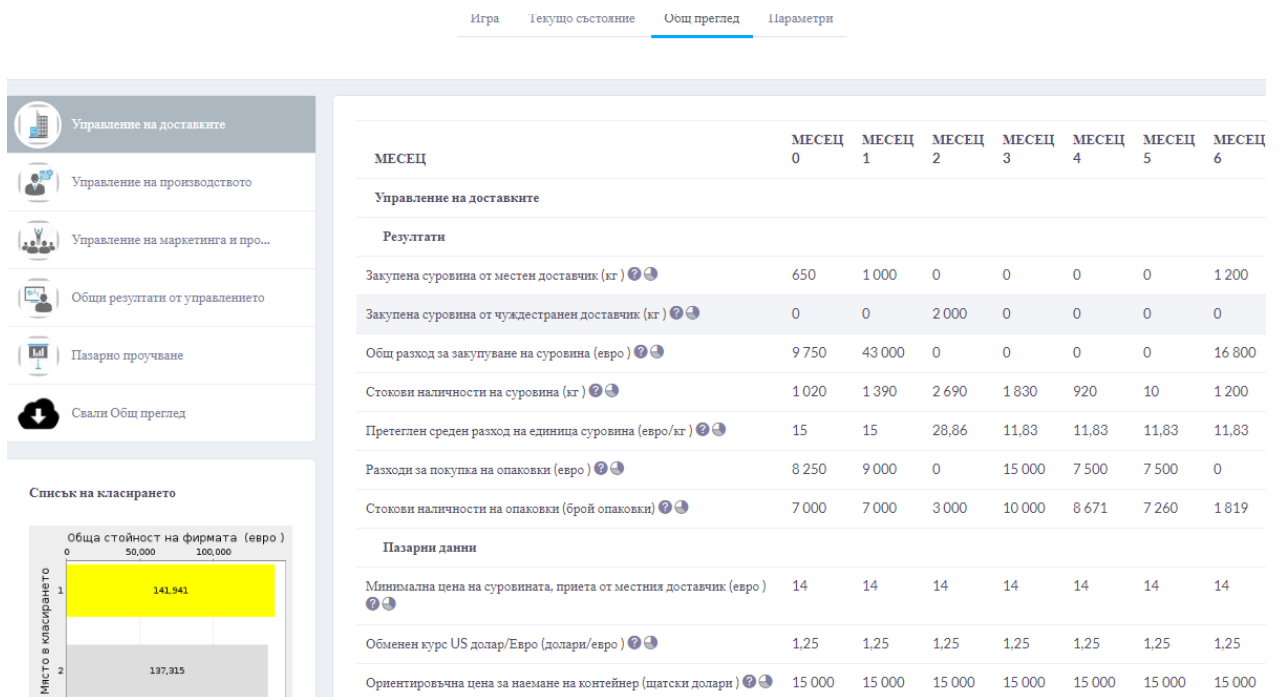 Игра Текущо състояние Общ преглед Параметри
Управление на доставките
Управление на производството
Управление на маркетинга и про...
Общи резултати от управлението
Пазарно проучване
Свали Общ преглед
Списък на класирането
Обща стойност на фирмата (евро )
0 50,000 100,000
Място в класирането
1 141,941
2 137,315
МЕСЕЦ МЕСЕЦ 0 МЕСЕЦ 1 МЕСЕЦ 2 МЕСЕЦ 3 МЕСЕЦ 4 МЕСЕЦ 5 МЕСЕЦ 6
Управление на доставките
Резултати
Закупена суровина от местен доставчик (кг ) 650 1 000 0 0 0 0 1 200
Закупена суровина от чуждестранен доставчик (кг ) 0 0 2 000 0 0 0 0
Общ разход за закупуване на суровина (евро ) 9 750 43 000 0 0 0 0 16 800
Стокови наличности на суровина (кг ) 1 020 1 390 2 690 1 830 920 10 1 200
Претеглен среден разход на единица суровина (евро/кг ) 15 15 28,86 11,83 11,83 11,83 11,83
Разходи за покупка на опаковки (евро ) 8 250 9 000 0 15 000 7 500 7 500 0
Стокови наличности на опаковки (брой опаковки) 7 000 7 000 3 000 10 000 8 671 7 260 1 819
Пазарни данни
Минимална цена на суровината, приета от местния доставчик (евро ) 14 14 14 14 14 14 14
Обменен курс US долар/Евро (долари/евро ) 1,25 1,25 1,25 1,25 1,25 1,25 1,25
Ориентировъчна цена за наемане на контейнер (щатски долари ) 15 000 15 000 15 000 15 000 15 000 15 000 15 000